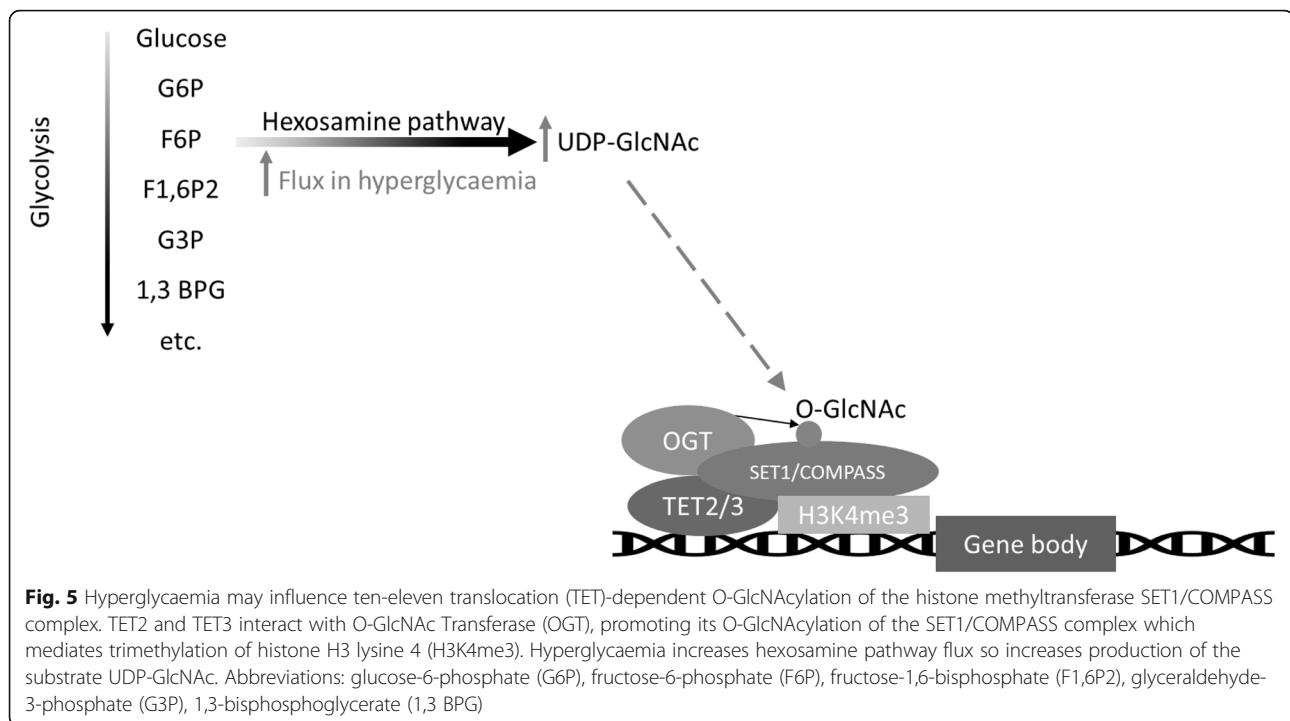 Glucose
G6P
F6P
F1,6P2
G3P
1,3 BPG
etc.
Glycolysis
Hexosamine pathway
Flux in hyperglycaemia
UDP-GlcNAc
O-GlcNAc
OGT
SET1/COMPASS
TET2/3
H3K4me3
Gene body
Fig. 5 Hyperglycaemia may influence ten-eleven translocation (TET)-dependent O-GlcNAcylation of the histone methyltransferase SET1/COMPASS
complex. TET2 and TET3 interact with O-GlcNAc Transferase (OGT), promoting its O-GlcNAcylation of the SET1/COMPASS complex which
mediates trimethylation of histone H3 lysine 4 (H3K4me3). Hyperglycaemia increases hexosamine pathway flux so increases production of the
substrate UDP-GlcNAc. Abbreviations: glucose-6-phosphate (G6P), fructose-6-phosphate (F6P), fructose-1,6-bisphosphate (F1,6P2), glyceraldehyde-
3-phosphate (G3P), 1,3-bisphosphoglycerate (1,3 BPG)